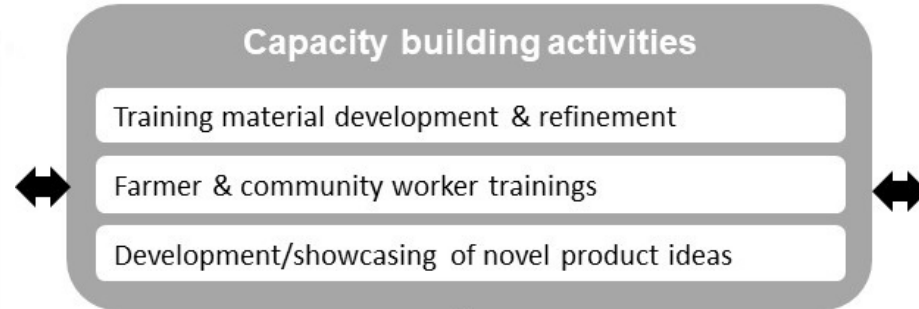 Capacity building activities
Training material development & refinement
Farmer & community worker trainings
Development/showcasing of novel product ideas